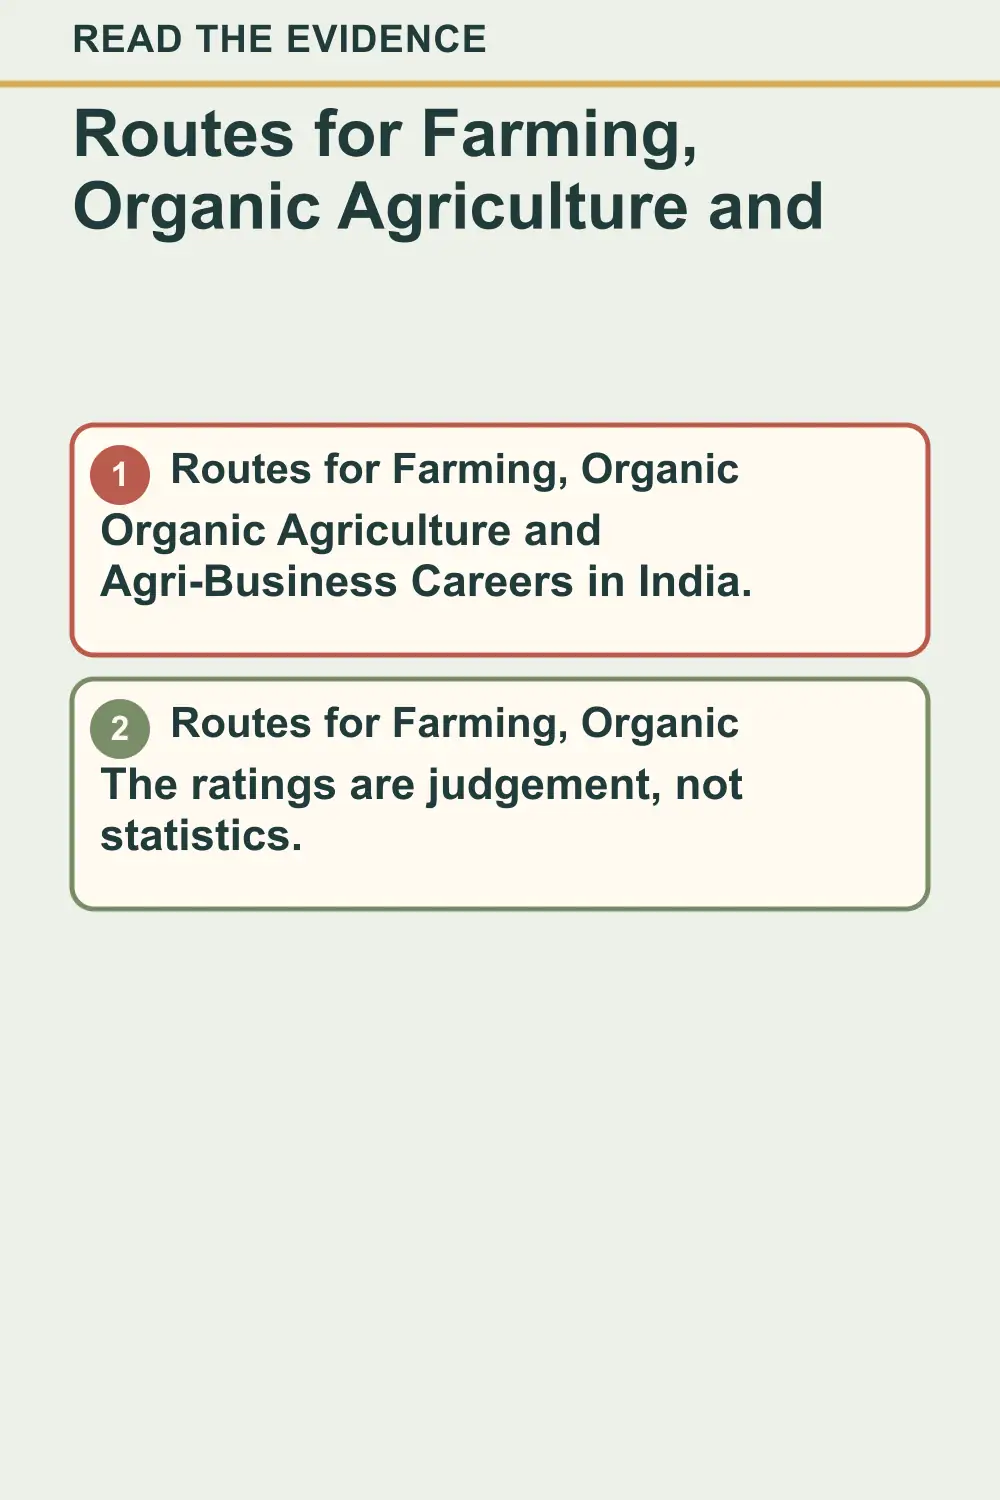 READ THE EVIDENCE
Routes for Farming,
Organic Agriculture and
1 Routes for Farming, Organic
Organic Agriculture and
Agri-Business Careers in India.
2 Routes for Farming, Organic
The ratings are judgement, not
statistics.